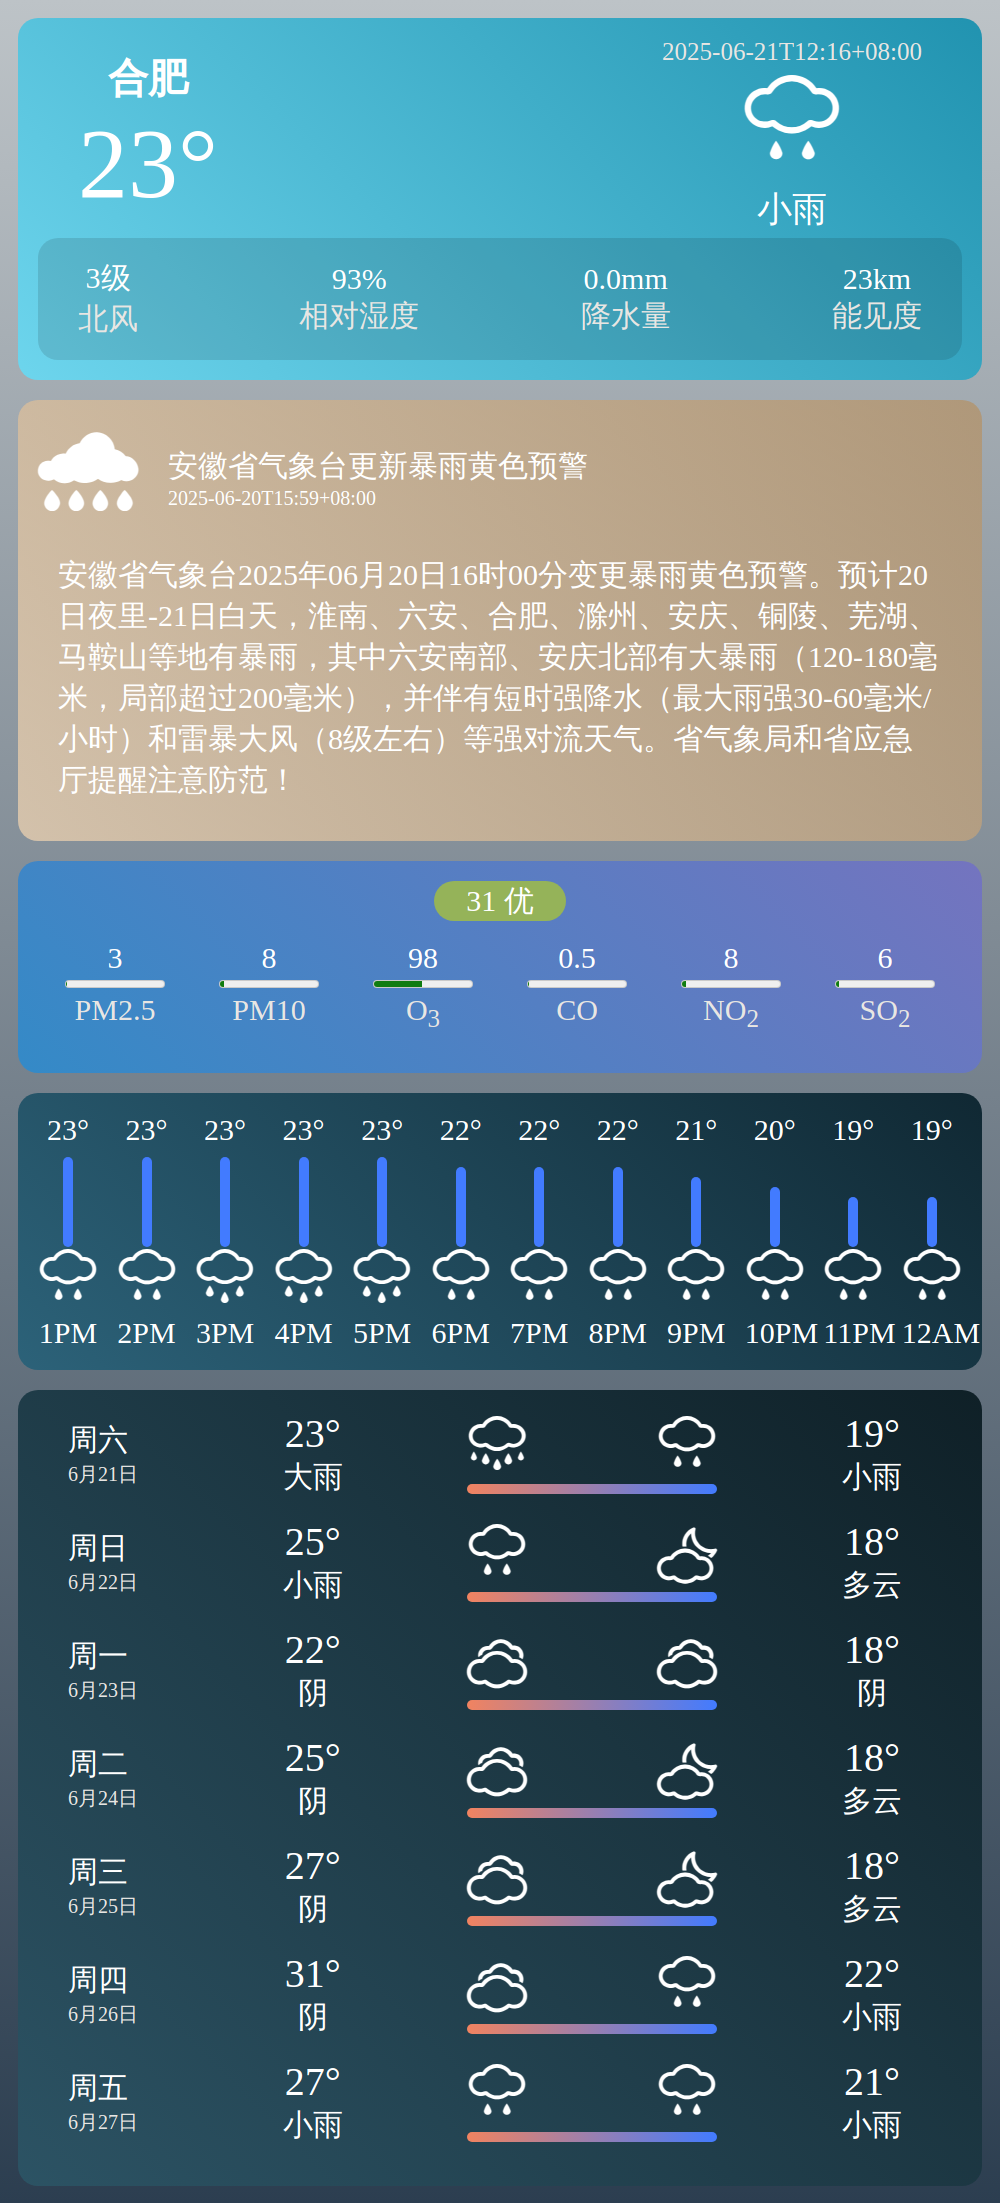 合肥
2025-06-21T12:16+08:00
23°
小雨
3级 93% 0.0mm 23km
北风 相对湿度 降水量 能见度
安徽省气象台更新暴雨黄色预警
2025-06-20T15:59+08:00
安徽省气象台2025年06月20日16时00分变更暴雨黄色预警。预计20
日夜里-21日白天，淮南、六安、合肥、滁州、安庆、铜陵、芜湖、
马鞍山等地有暴雨，其中六安南部、安庆北部有大暴雨（120-180毫
米，局部超过200毫米），并伴有短时强降水（最大雨强30-60毫米/
小时）和雷暴大风（8级左右）等强对流天气。省气象局和省应急
厅提醒注意防范！
31 优
3 8 98 0.5 8 6
PM2.5 PM10 O3 CO NO2 SO2
23° 23° 23° 23° 23° 22° 22° 22° 21° 20° 19° 19°
1PM 2PM 3PM 4PM 5PM 6PM 7PM 8PM 9PM 10PM 11PM 12AM
周六 23° 19°
6月21日 大雨 小雨
周日 25° 18°
6月22日 小雨 多云
周一 22° 18°
6月23日 阴 阴
周二 25° 18°
6月24日 阴 多云
周三 27° 18°
6月25日 阴 多云
周四 31° 22°
6月26日 阴 小雨
周五 27° 21°
6月27日 小雨 小雨